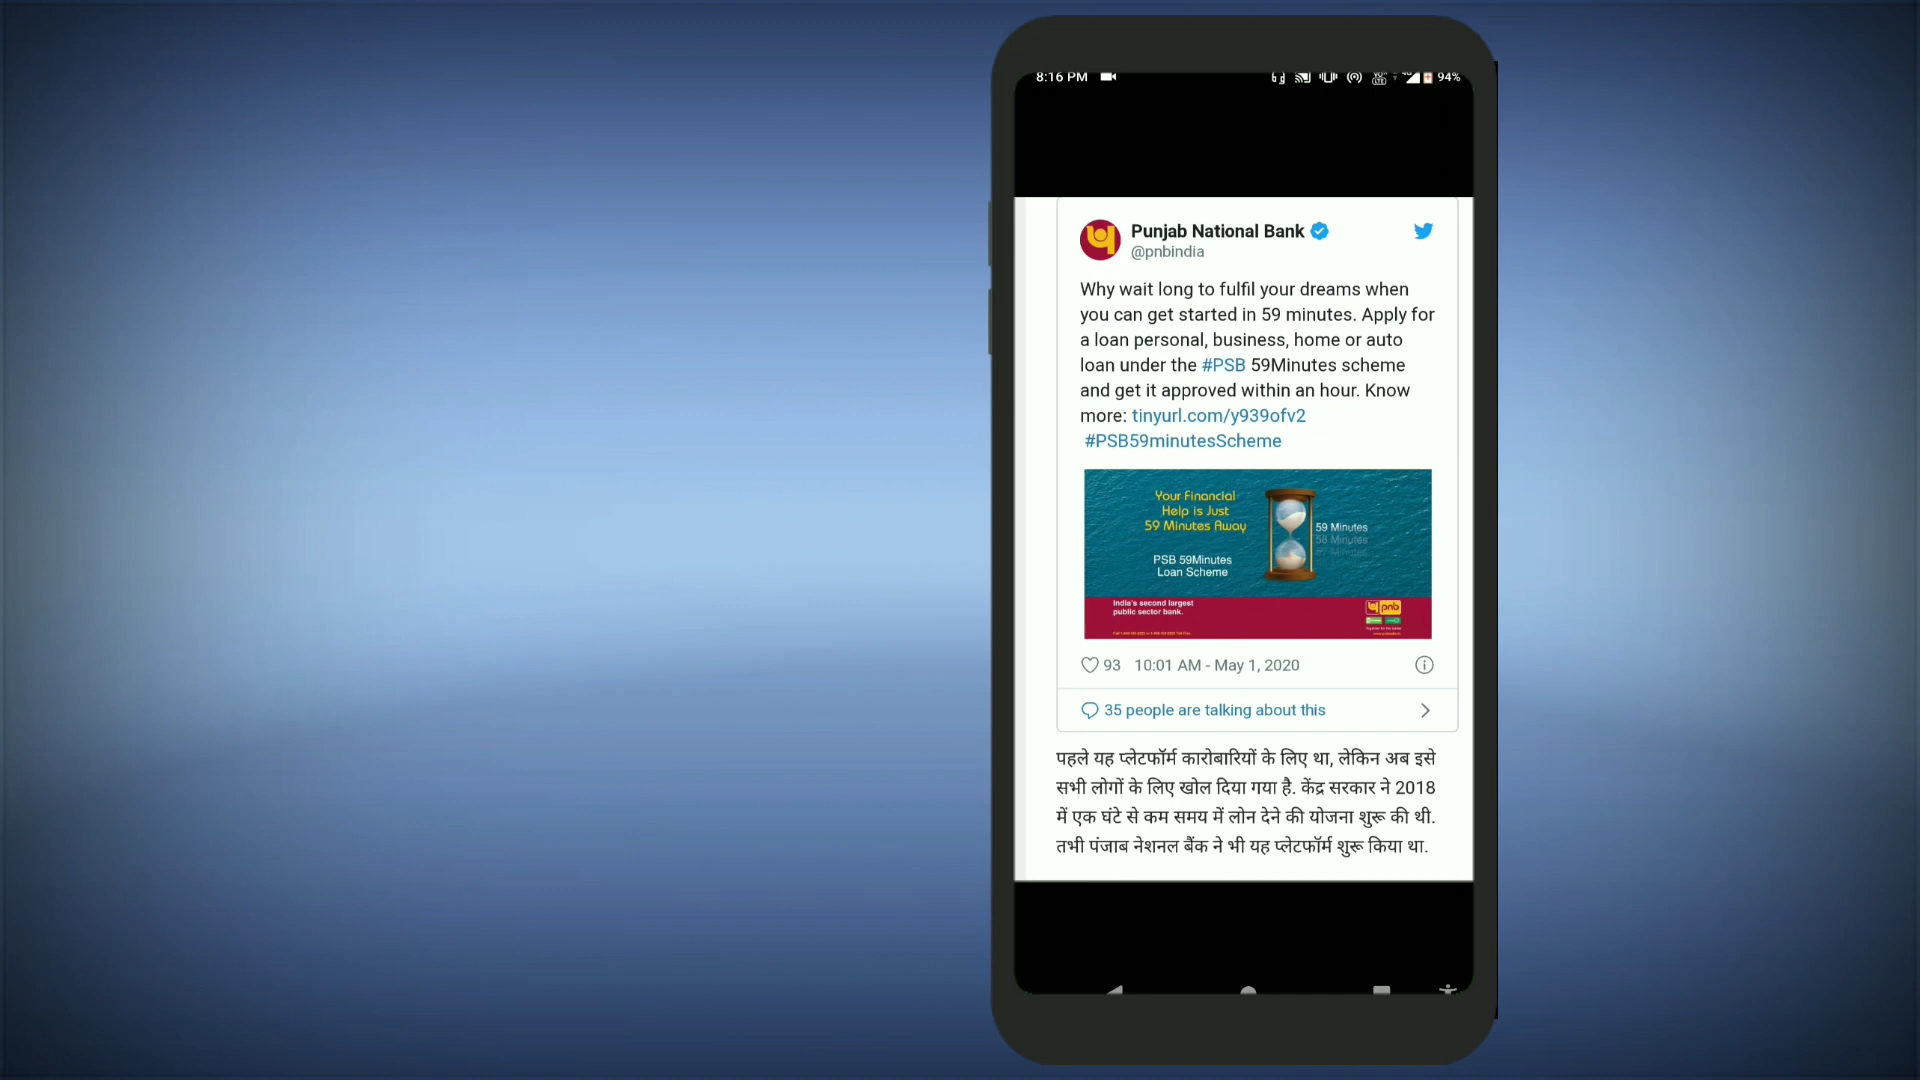 8:16 PM
94%
Punjab National Bank
@pnbindia
Why wait long to fulfil your dreams when
you can get started in 59 minutes. Apply for
a loan personal, business, home or auto
loan under the #PSB 59Minutes scheme
and get it approved within an hour. Know
more: tinyurl.com/y939ofv2
#PSB59minutesScheme
Your Financial
Help is Just
59 Minutes Away
59 Minutes
58 Minutes
PSB 59Minutes
Loan Scheme
India's second largest
public sector bank.
pnb
93 10:01 AM - May 1, 2020
35 people are talking about this
पहले यह प्लेटफॉर्म कारोबारियों के लिए था, लेकिन अब इसे
सभी लोगों के लिए खोल दिया गया है. केंद्र सरकार ने 2018
में एक घंटे से कम समय में लोन देने की योजना शुरू की थी.
तभी पंजाब नेशनल बैंक ने भी यह प्लेटफॉर्म शुरू किया था.